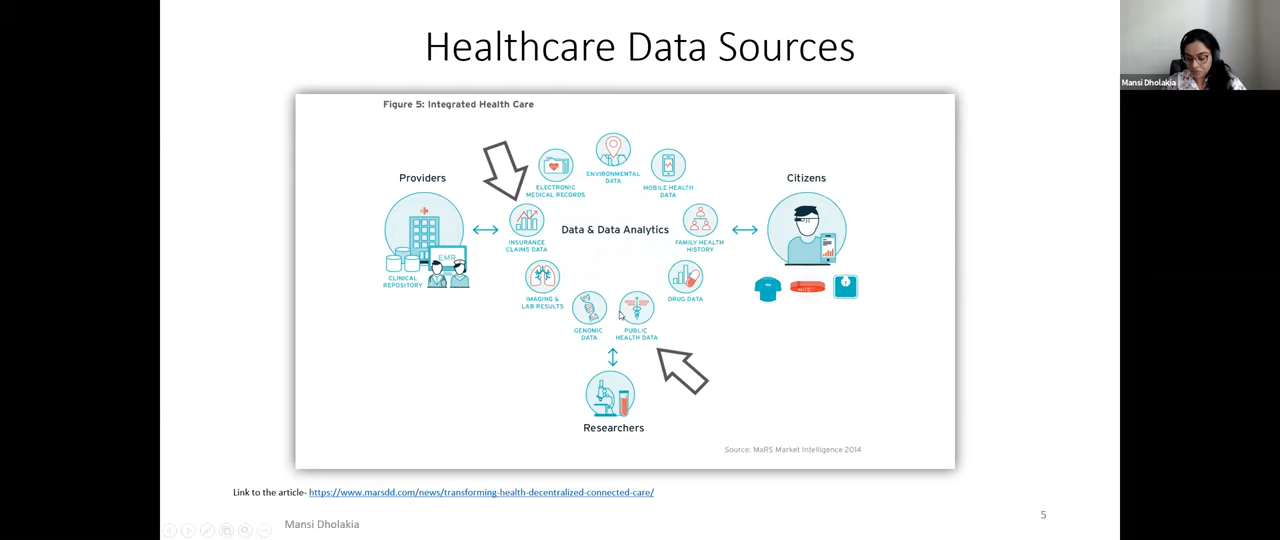 Healthcare Data Sources
Mansi Dholakia
Figure 5: Integrated Health Care
Providers
Citizens
ELECTRONIC
MEDICAL RECORDS
ENVIRONMENTAL
DATA
MOBILE HEALTH
DATA
Data & Data Analytics
INSURANCE
CLAIMS DATA
FAMILY HEALTH
HISTORY
EMR
CLINICAL
REPOSITORY
IMAGING &
LAB RESULTS
DRUG DATA
GENOMIC
DATA
PUBLIC
HEALTH DATA
Researchers
Source: MaRS Market Intelligence 2014
Link to the article- https://www.marsdd.com/news/transforming-health-decentralized-connected-care/
Mansi Dholakia
5